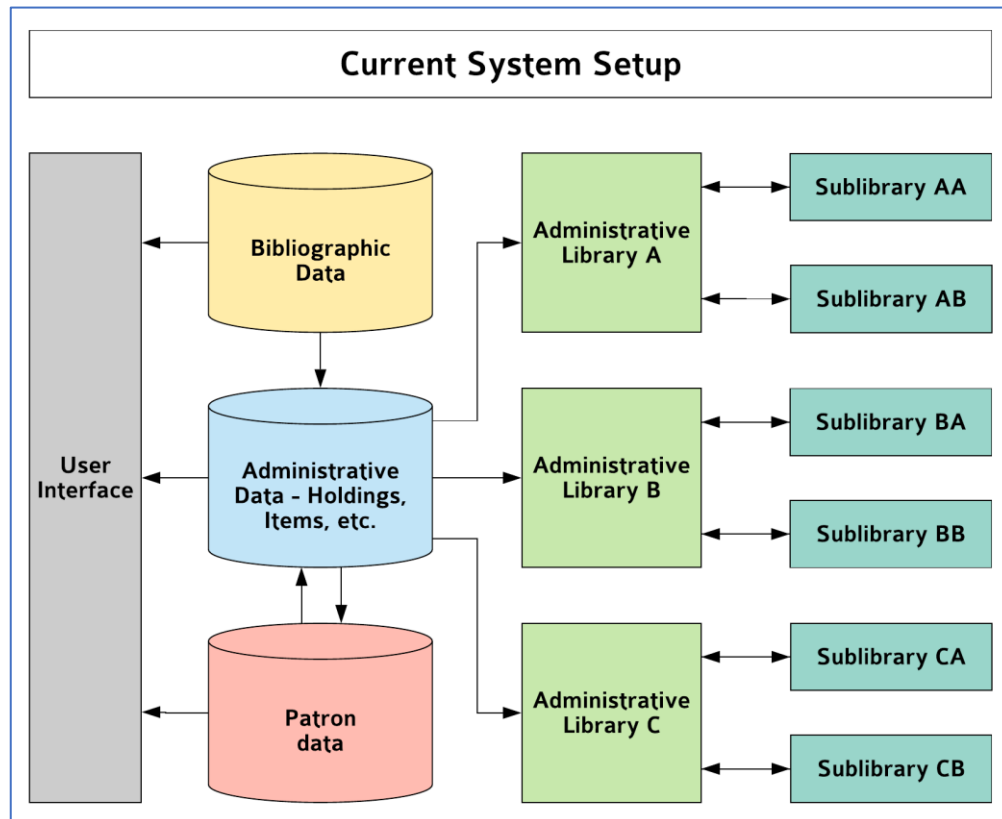 Current System Setup
User
Interface
Bibliographic
Data
Administrative
Data - Holdings,
Items, etc.
Patron
data
Administrative
Library A
Administrative
Library B
Administrative
Library C
Sublibrary AA
Sublibrary AB
Sublibrary BA
Sublibrary BB
Sublibrary CA
Sublibrary CB